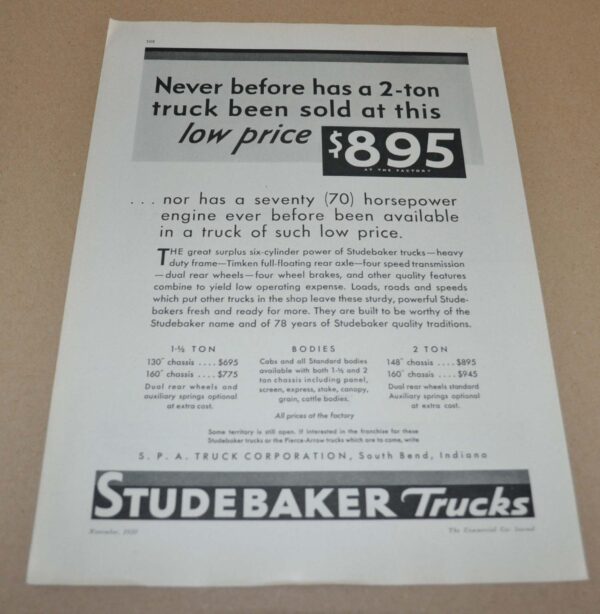 Never before has a 2-ton
truck been sold at this
low price $895
AT THE FACTORY
. . . nor has a seventy (70) horsepower
engine ever before been available
in a truck of such low price.
THE great surplus six-cylinder power of Studebaker trucks—heavy
duty frame—Timken full-floating rear axle—four speed transmission
—dual rear wheels—four wheel brakes, and other quality features
combine to yield low operating expense. Loads, roads and speeds
which put other trucks in the shop leave these sturdy, powerful Stude-
bakers fresh and ready for more. They are built to be worthy of the
Studebaker name and of 78 years of Studebaker quality traditions.
1-½ TON
130" chassis . . . . $695
160" chassis . . . . $775
Dual rear wheels and
auxiliary springs optional
at extra cost.
BODIES
Cabs and all Standard bodies
available with both 1-½ and 2
ton chassis including panel,
screen, express, stake, canopy,
grain, cattle bodies.
All prices at the factory
2 TON
148" chassis . . . . $895
160" chassis . . . . $945
Dual rear wheels standard
Auxiliary springs optional
at extra cost.
Some territory is still open. If interested in the franchise for these
Studebaker trucks or the Pierce-Arrow trucks which are to come, write
S. P. A. TRUCK CORPORATION, South Bend, Indiana
STUDEBAKER Trucks
November, 1930
The Commercial Car Journal